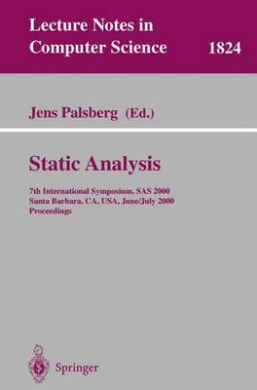 Lecture Notes in
Computer Science 1824
Jens Palsberg (Ed.)
Static Analysis
7th International Symposium, SAS 2000
Santa Barbara, CA, USA, June/July 2000
Proceedings
Springer